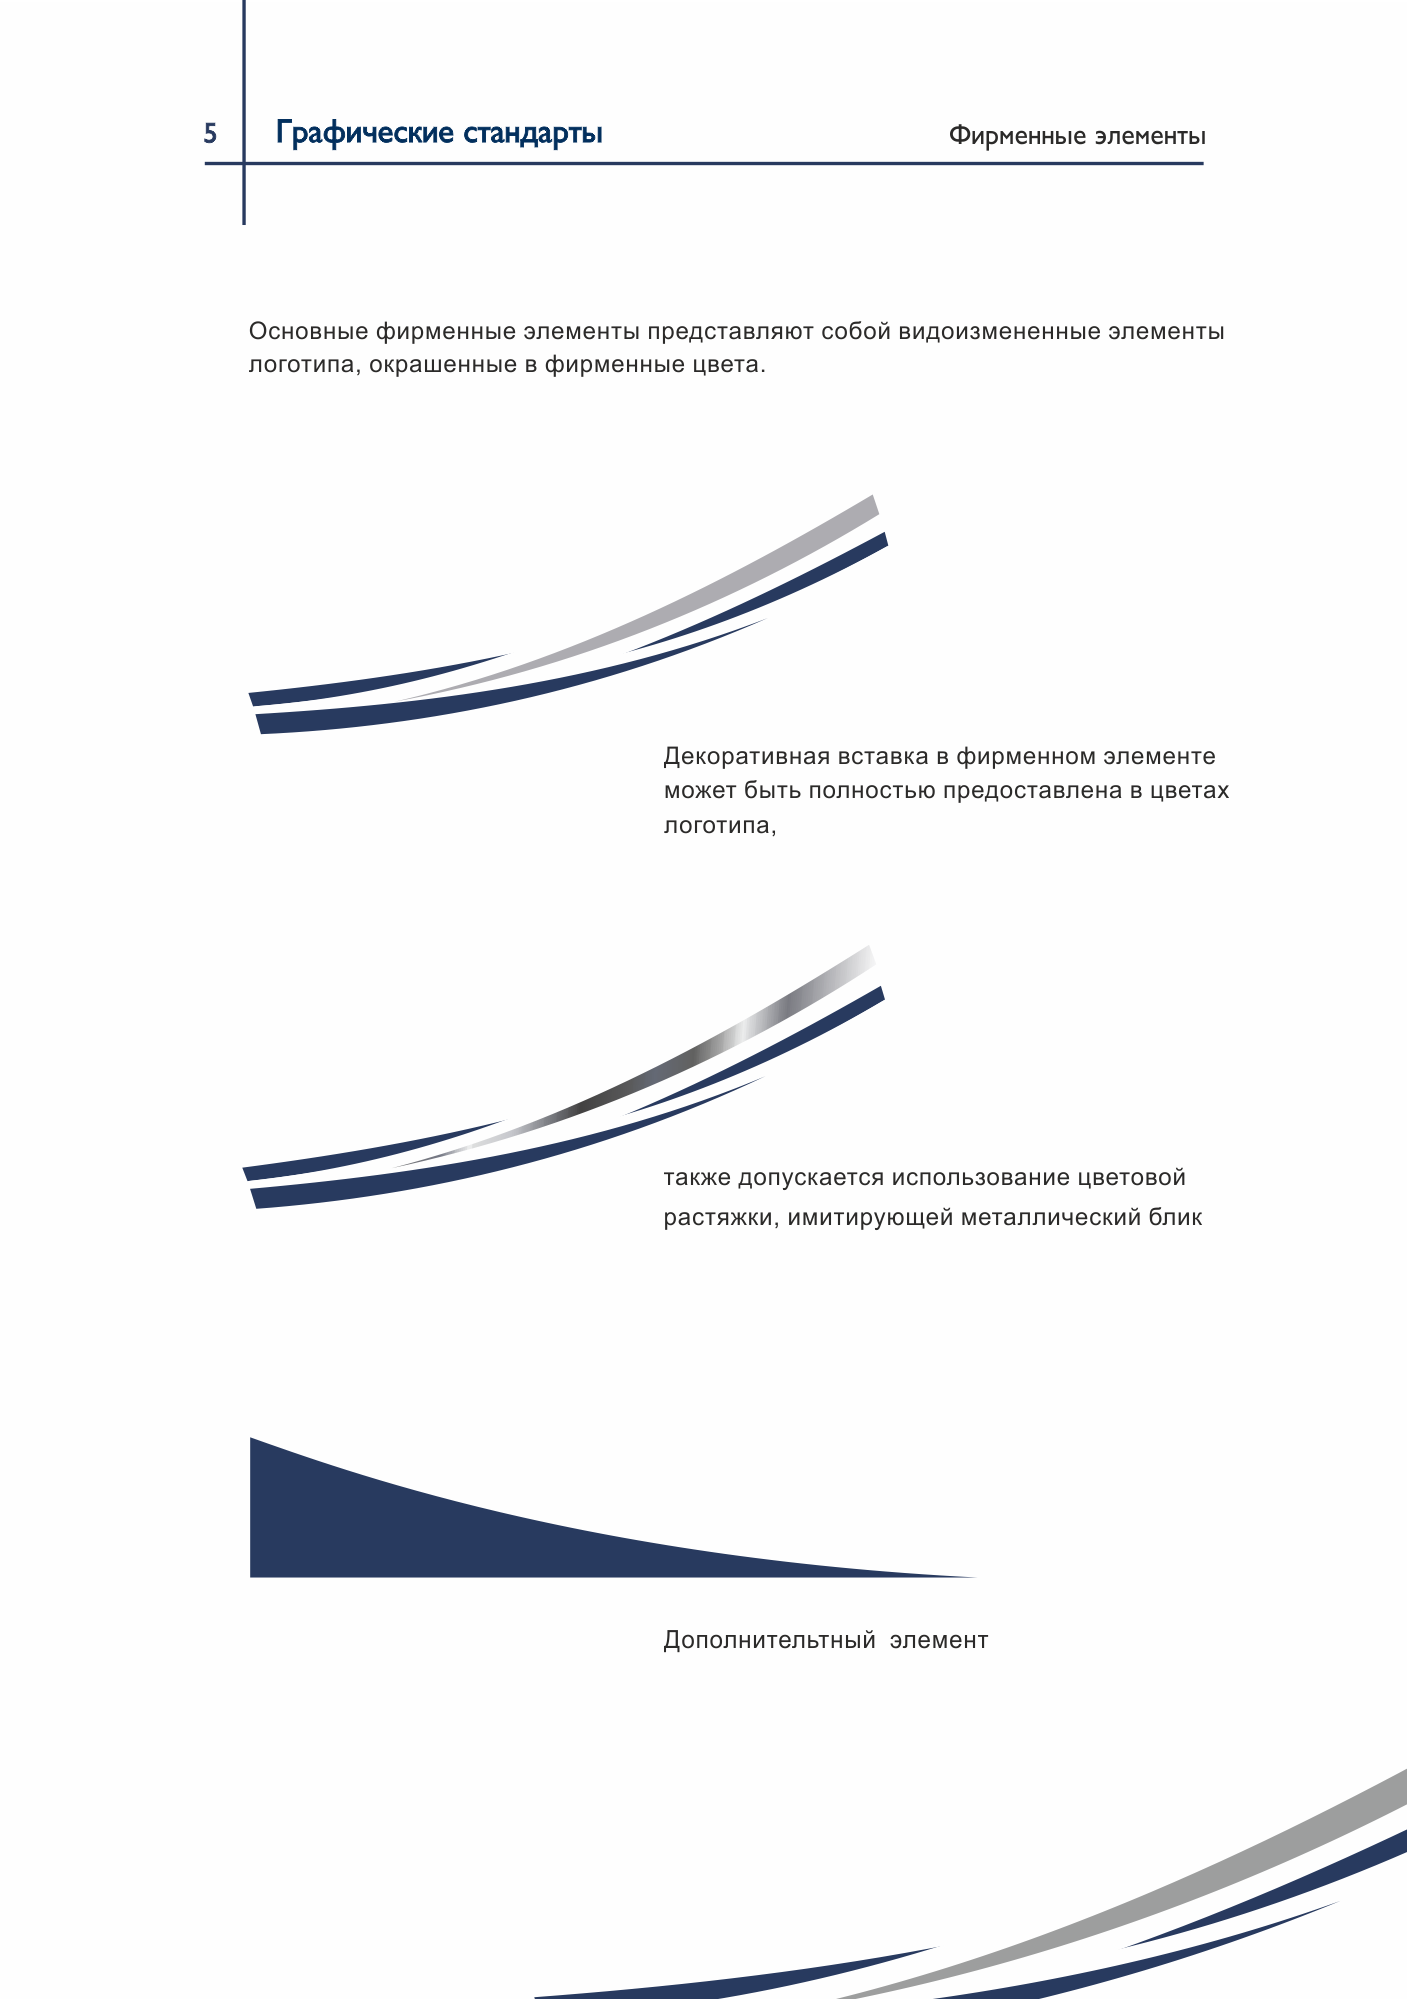 5 Графические стандарты Фирменные элементы
Основные фирменные элементы представляют собой видоизмененные элементы
логотипа, окрашенные в фирменные цвета.
Декоративная вставка в фирменном элементе
может быть полностью предоставлена в цветах
логотипа,
также допускается использование цветовой
растяжки, имитирующей металлический блик
Дополнительтный элемент